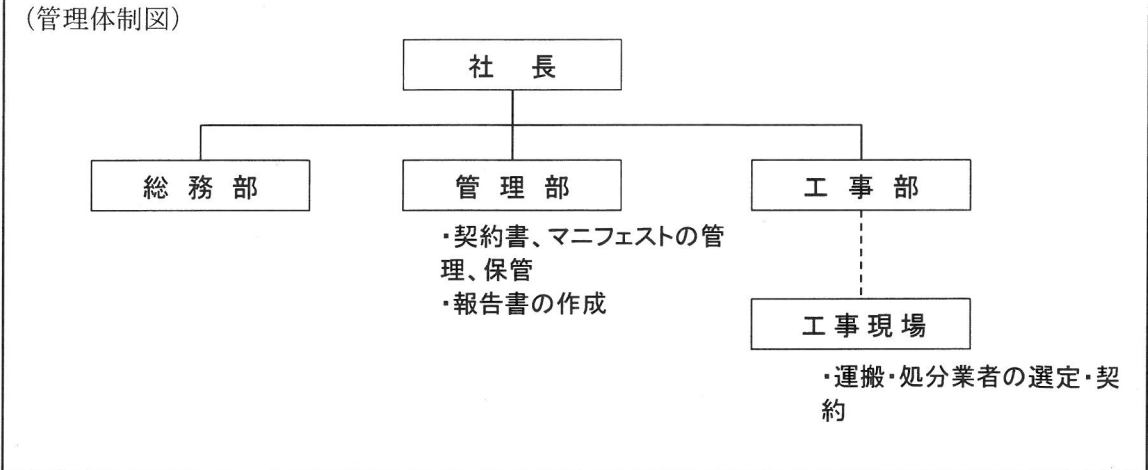 （管理体制図）
社　長
総 務 部
管 理 部
工 事 部
・契約書、マニフェストの管
理、保管
・報告書の作成
工 事 現 場
・運搬・処分業者の選定・契
約